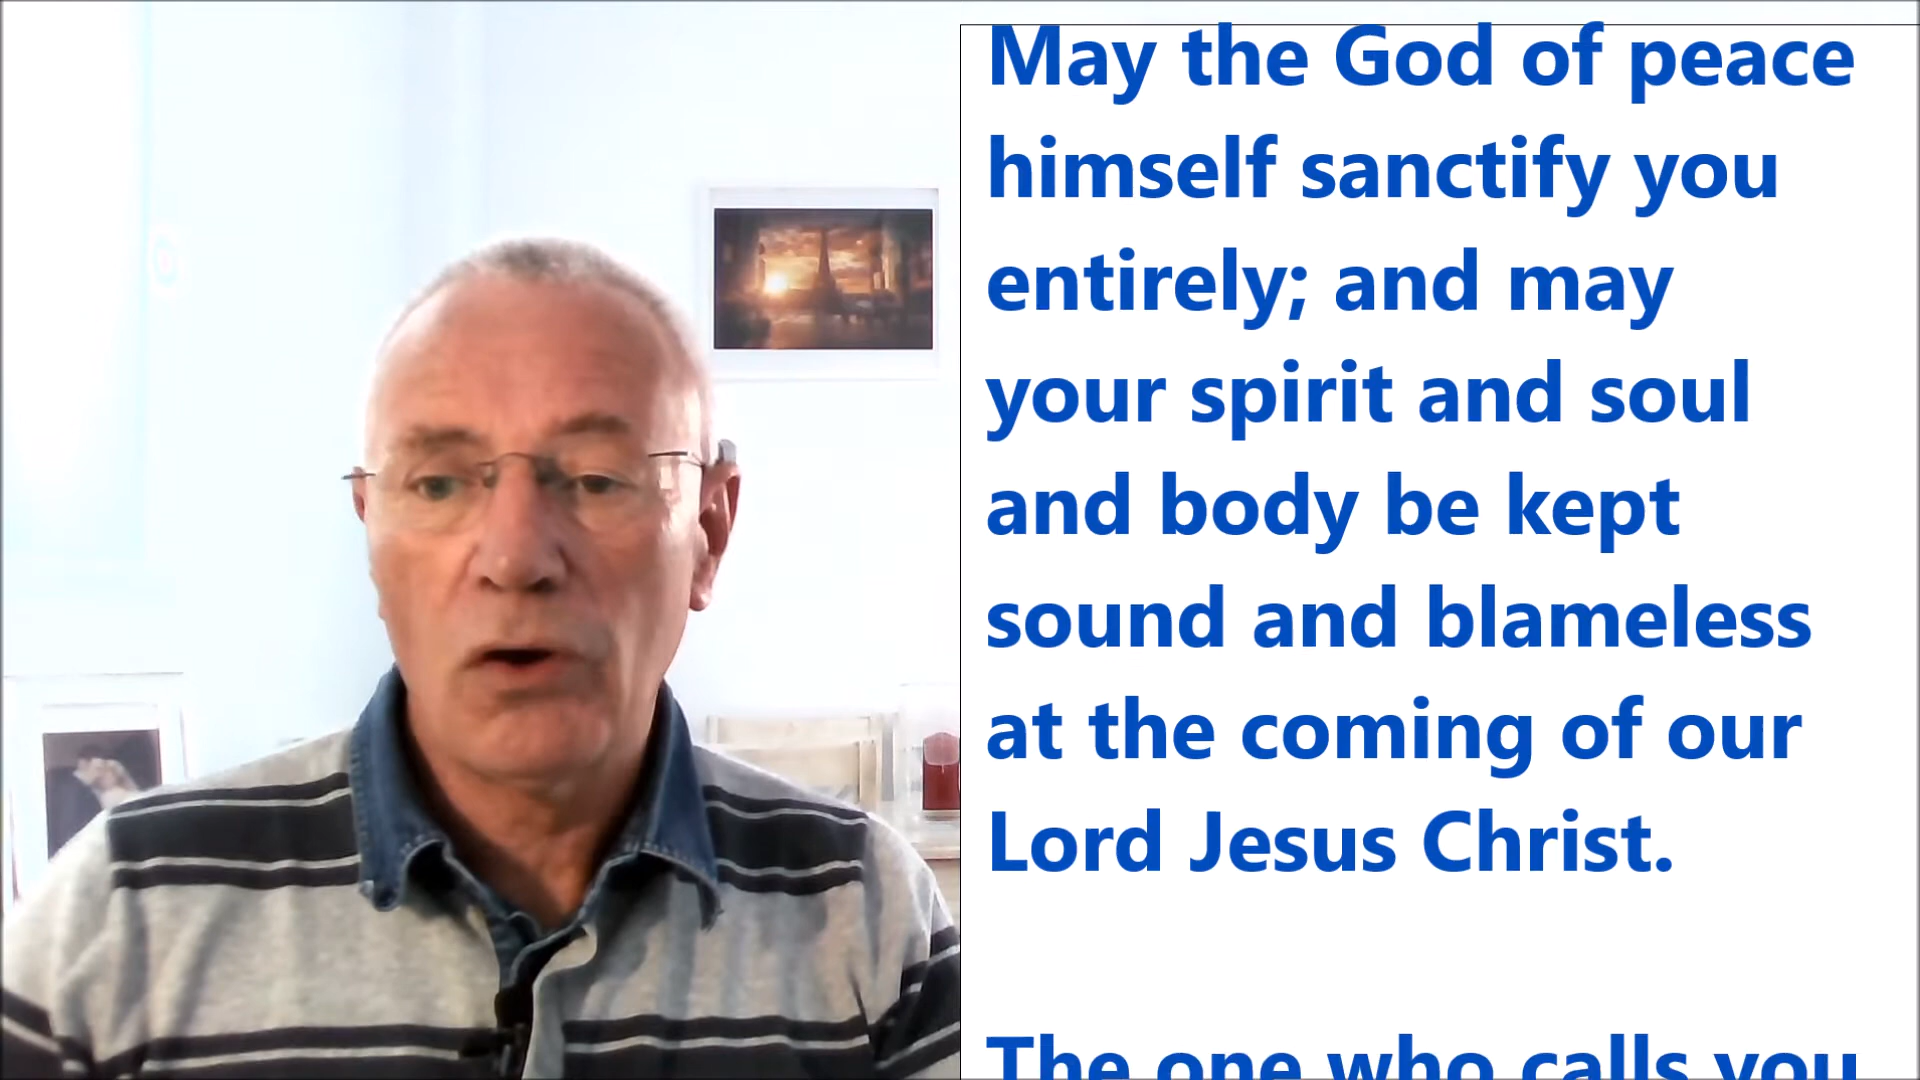 May the God of peace
himself sanctify you
entirely; and may
your spirit and soul
and body be kept
sound and blameless
at the coming of our
Lord Jesus Christ.
The one who calls you